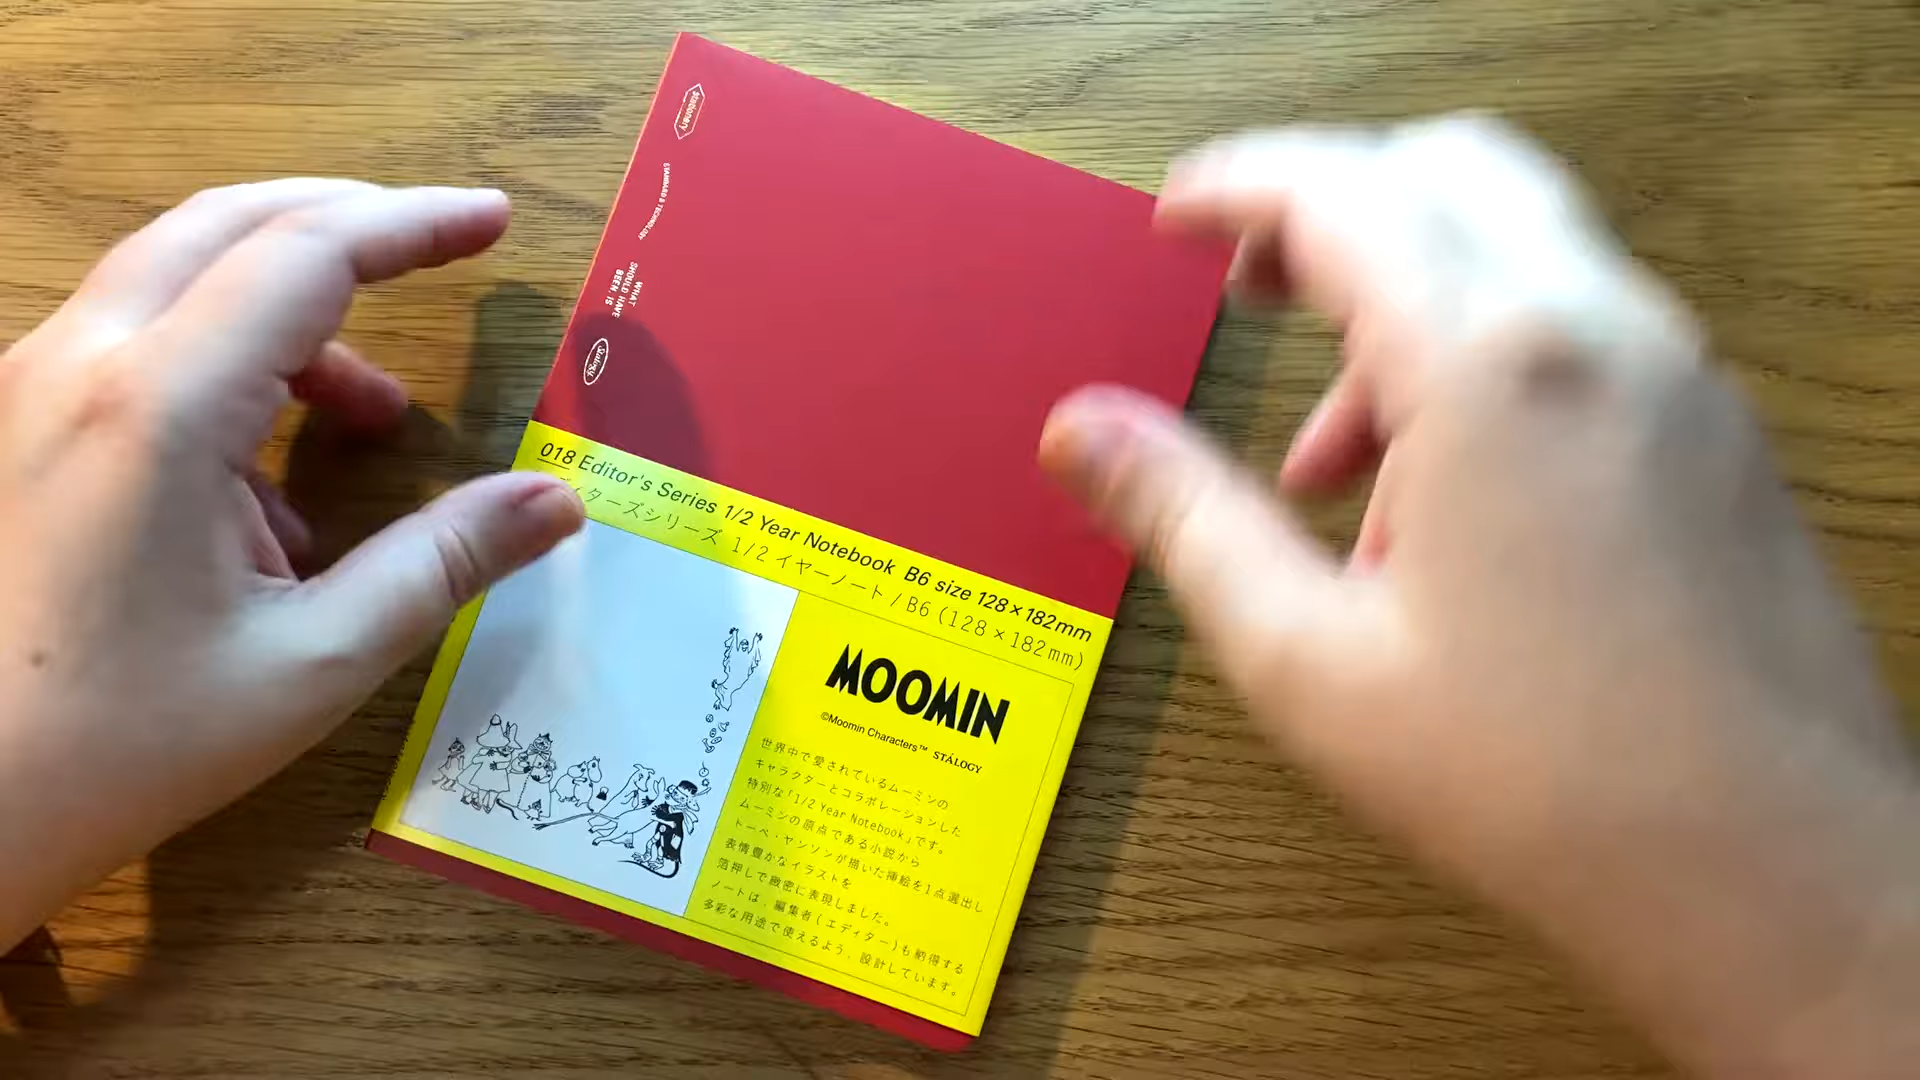 stationery
STANDARD & TECHNOLOGY
WHAT
SHOULD HAVE
BEEN, IS
Stalogy
018 Editor's Series 1/2 Year Notebook B6 size 128×182mm
ィターズシリーズ 1/2 イヤーノート / B6 (128×182mm)
MOOMIN
©Moomin Characters™ STÁLOGY
世界中で愛されているムーミンの
キャラクターとコラボレーションした
特別な「1/2 Year Notebook」です。
ムーミンの原点である小説から
トーベ・ヤンソンが描いた挿絵を1点選出し
表情豊かなイラストを
箔押しで緻密に表現しました。
ノートは、編集者(エディター)も納得する
多彩な用途で使えるよう、設計しています。